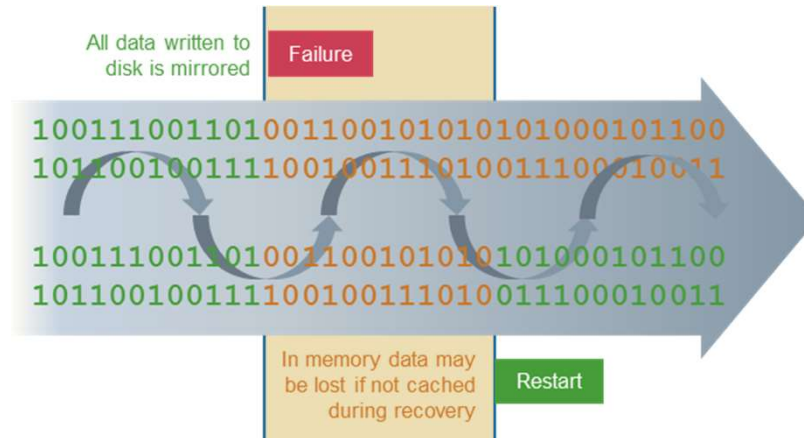 All data written to
disk is mirrored
Failure
100111001101001100101010101000101100
101100100111100100111010011100010011
100111001101001100101010101000101100
101100100111100100111010011100010011
In memory data may
be lost if not cached
during recovery
Restart